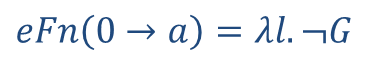 eFn(0 → a) = λl. ¬G